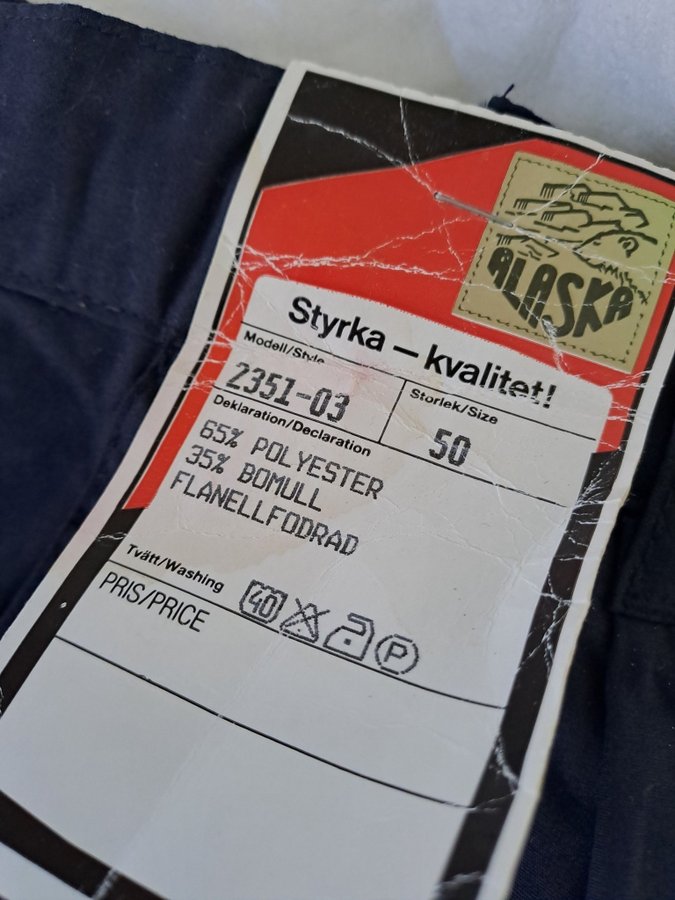 ALASKA
Styrka – kvalitet!
Modell/Style
Storlek/Size
2351-03
50
Deklaration/Declaration
65% POLYESTER
35% BOMULL
FLANELLFODRAD
Tvätt/Washing
40 P
PRIS/PRICE